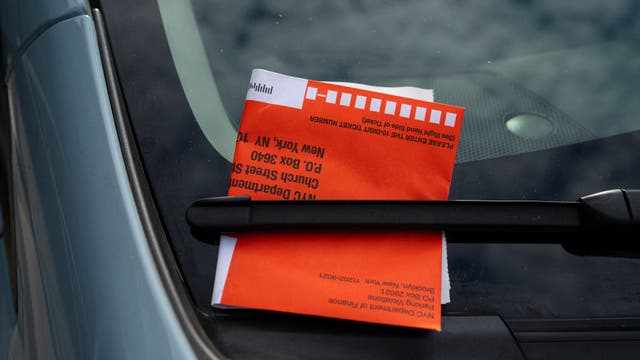 NYC Department of Finance
Parking Violations
PO Box 29021
Brooklyn, New York 11202-9021
NYC Department
Church Street
P.O. Box 3640
New York, NY
PLEASE ENTER THE 10-DIGIT TICKET NUMBER
(See Right Hand Side of Ticket)